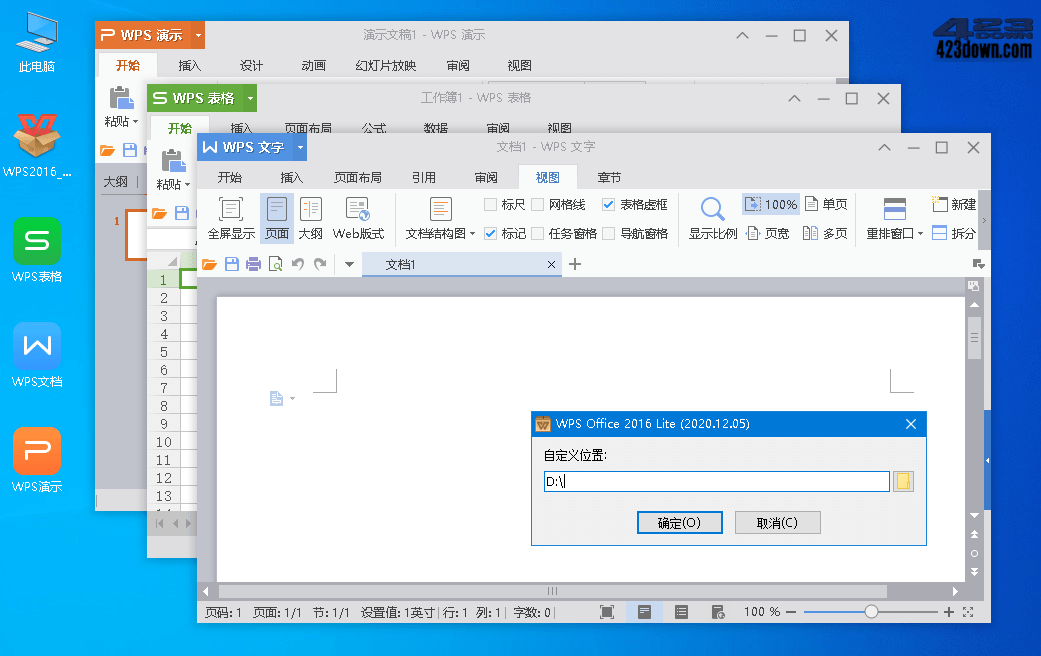 此电脑
WPS2016_...
WPS表格
WPS文档
WPS演示
423
DOWN
423down.com
WPS 演示
演示文稿1 - WPS 演示
开始 插入 设计 动画 幻灯片放映 审阅 视图
粘贴
大纲
1
WPS 表格
工作簿1 - WPS 表格
开始 插入 页面布局 公式 数据 审阅 视图
粘贴
1
2
3
4
5
6
7
8
9
10
11
12
13
WPS 文字
文档1 - WPS 文字
开始 插入 页面布局 引用 审阅 视图 章节
全屏显示 页面 大纲 Web版式 文档结构图
标尺 网格线 表格虚框
标记 任务窗格 导航窗格
显示比例
100% 单页
页宽 多页
重排窗口
新建
拆分
文档1
WPS Office 2016 Lite (2020.12.05)
自定义位置:
D:\
确定(O) 取消(C)
页码: 1 页面: 1/1 节: 1/1 设置值: 1英寸 行: 1 列: 1 字数: 0 100 %